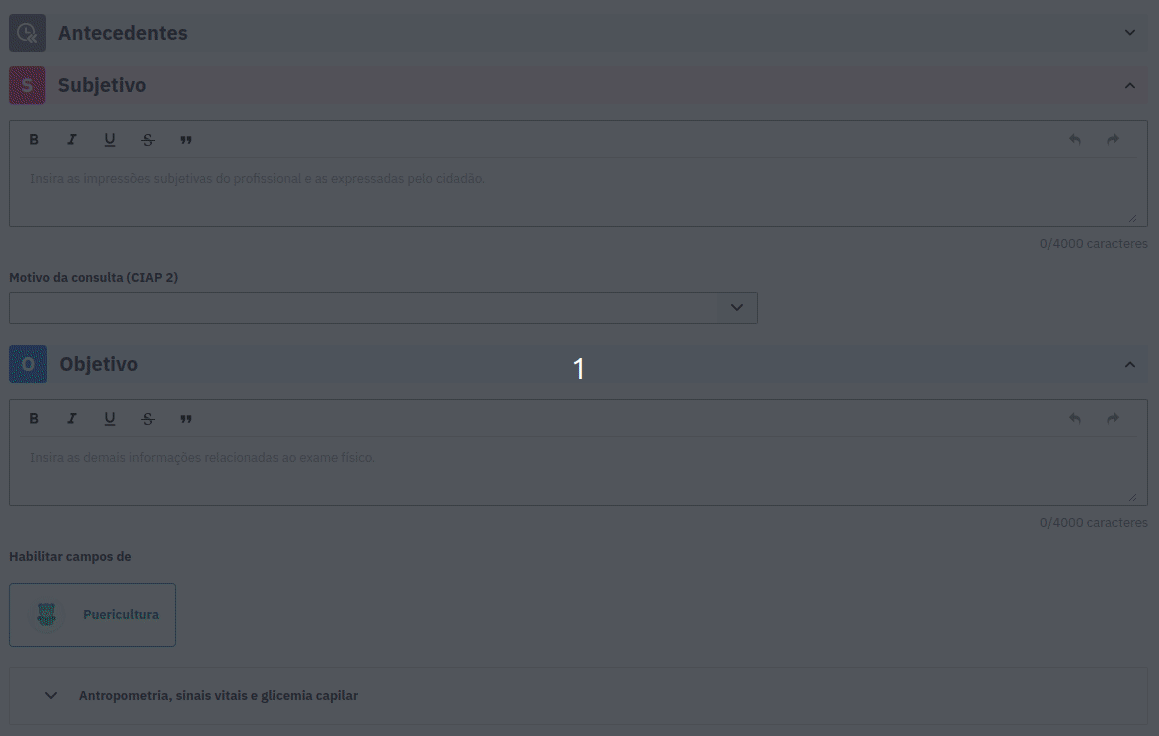 Antecedentes
S Subjetivo
B I U S
Insira as impressões subjetivas do profissional e as expressadas pelo cidadão.
0/4000 caracteres
Motivo da consulta (CIAP 2)
O Objetivo
1
B I U S
Insira as demais informações relacionadas ao exame físico.
0/4000 caracteres
Habilitar campos de
Puericultura
Antropometria, sinais vitais e glicemia capilar